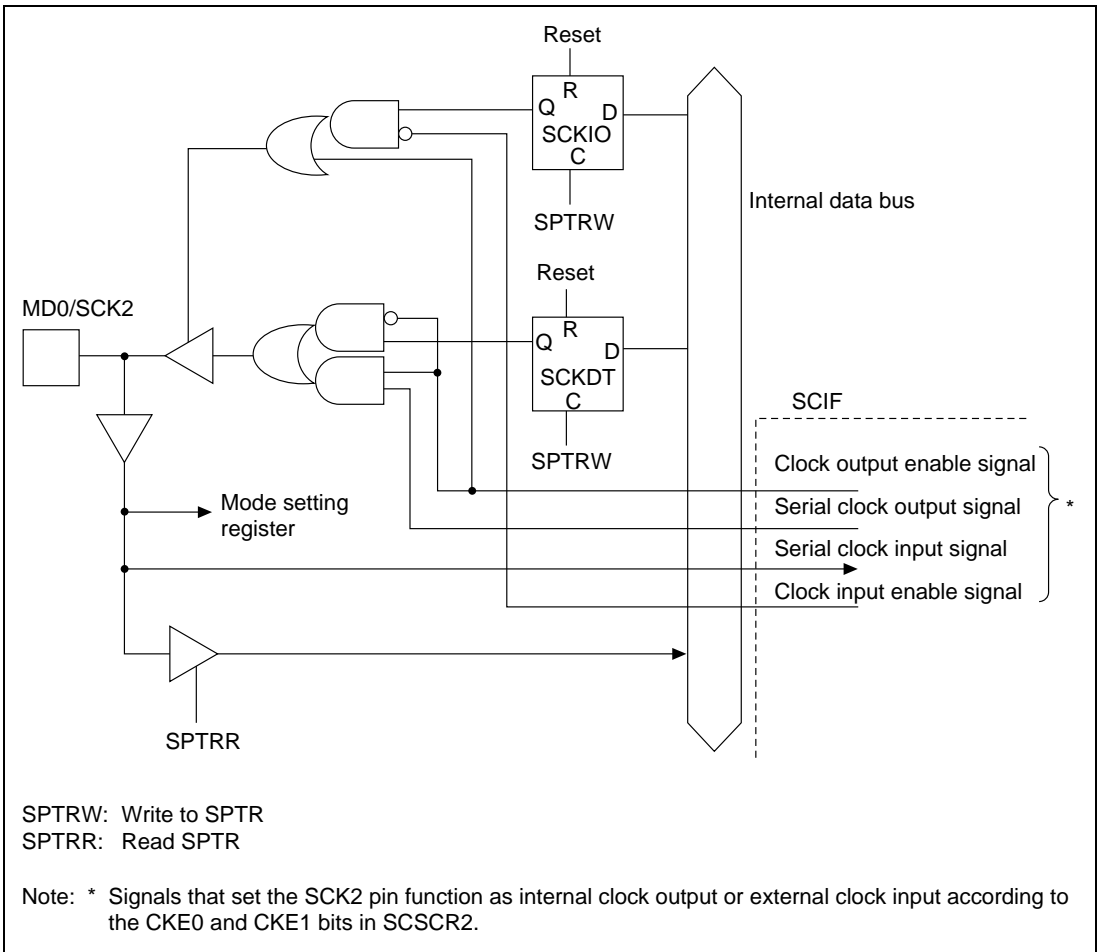 Reset
R
Q
D
SCKIO
C
SPTRW
Internal data bus
Reset
MD0/SCK2
R
Q
D
SCKDT
C
SPTRW
SCIF
Clock output enable signal
Serial clock output signal
*
Mode setting
register
Serial clock input signal
Clock input enable signal
SPTRR
SPTRW: Write to SPTR
SPTRR: Read SPTR
Note: * Signals that set the SCK2 pin function as internal clock output or external clock input according to
the CKE0 and CKE1 bits in SCSCR2.